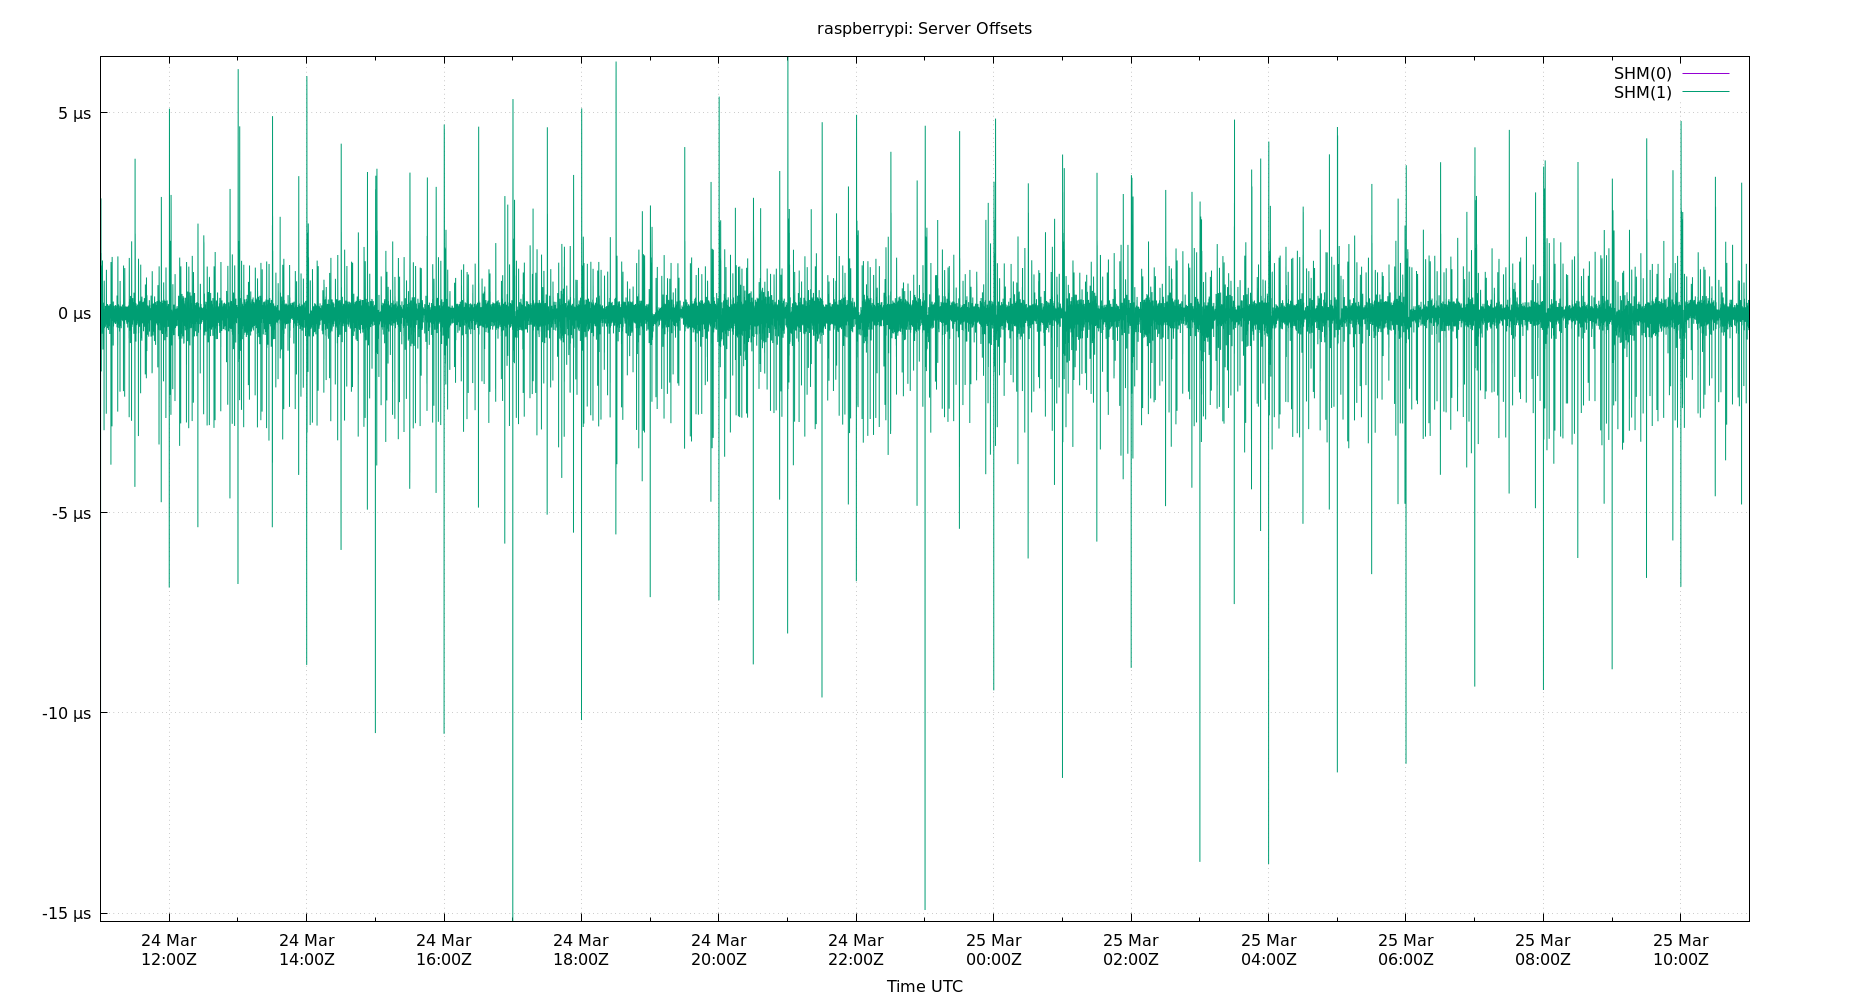 raspberrypi: Server Offsets
SHM(0)
SHM(1)
5 µs
0 µs
-5 µs
-10 µs
-15 µs
24 Mar 24 Mar 24 Mar 24 Mar 24 Mar 24 Mar 25 Mar 25 Mar 25 Mar 25 Mar 25 Mar 25 Mar
12:00Z 14:00Z 16:00Z 18:00Z 20:00Z 22:00Z 00:00Z 02:00Z 04:00Z 06:00Z 08:00Z 10:00Z
Time UTC